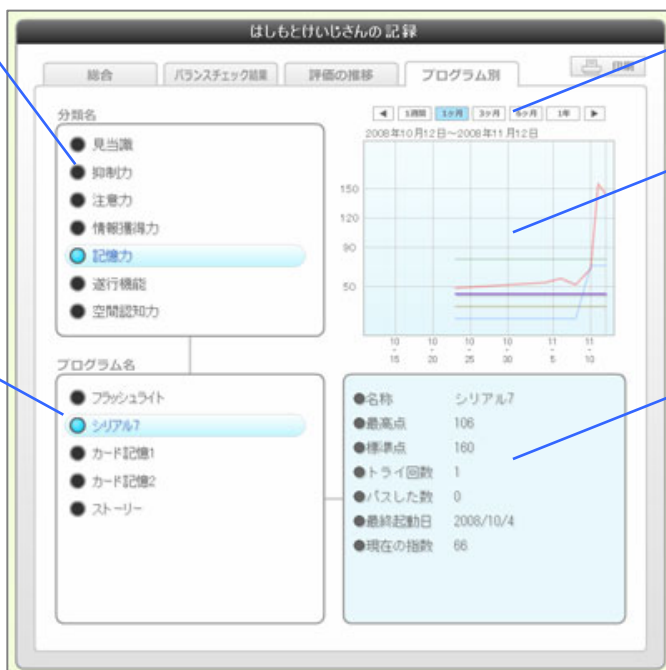 はしもとけいじさんの記録
総合 バランスチェック結果 評価の推移 プログラム別 印刷
分類名
見当識
抑制力
注意力
情報獲得力
記憶力
遂行機能
空間認知力
◀ 1週間 1ヶ月 3ヶ月 6ヶ月 1年 ▶
2008年10月12日～2008年11月12日
150
120
90
50
10-15 10-20 10-25 10-30 11-5 11-10
プログラム名
フラッシュライト
シリアル7
カード記憶1
カード記憶2
ストーリー
●名称 シリアル7
●最高点 106
●標準点 160
●トライ回数 1
●パスした数 0
●最終起動日 2008/10/4
●現在の指数 66